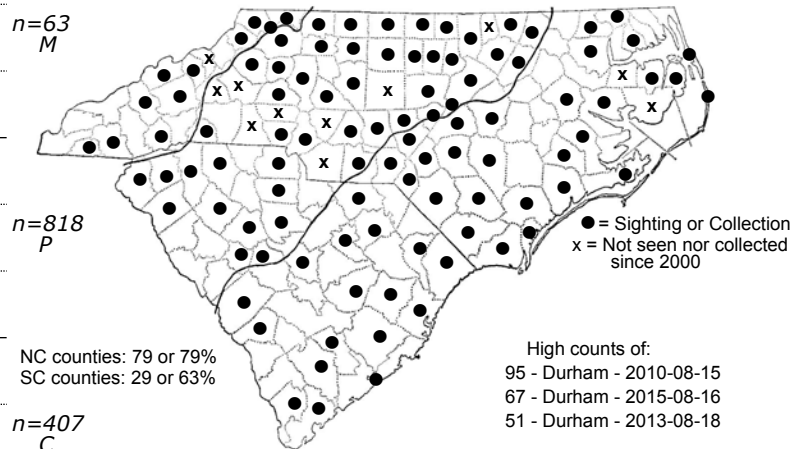 n=63
M
n=818
P
n=407
C
● = Sighting or Collection
x = Not seen nor collected
since 2000
NC counties: 79 or 79%
SC counties: 29 or 63%
High counts of:
95 - Durham - 2010-08-15
67 - Durham - 2015-08-16
51 - Durham - 2013-08-18